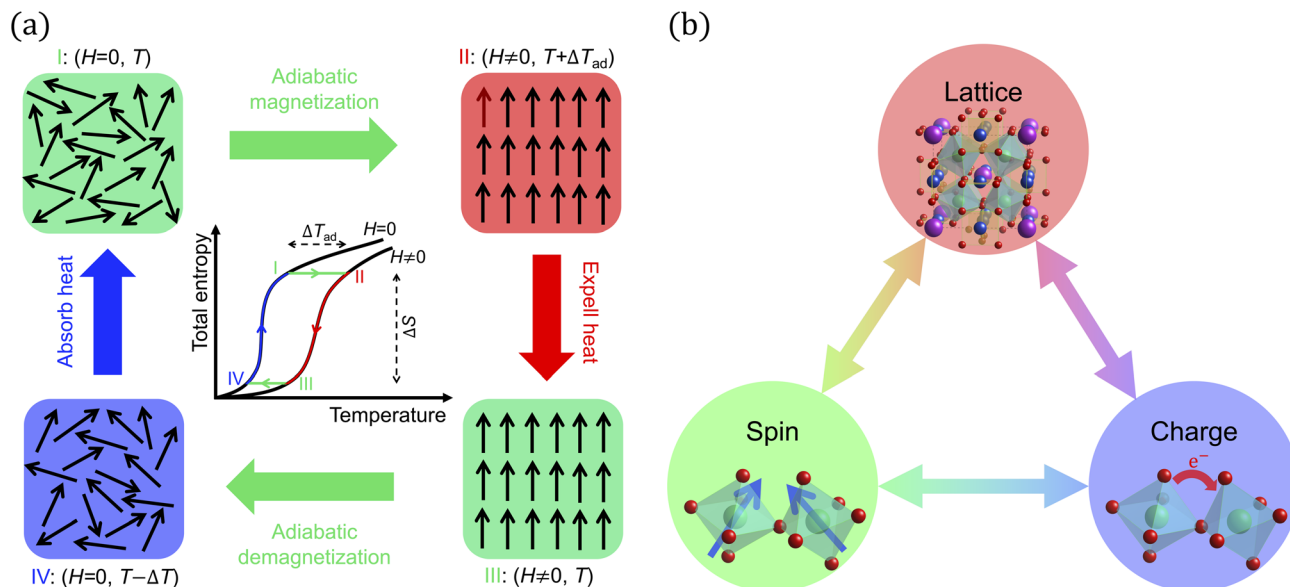 (a)
I: (H=0, T)
Adiabatic
magnetization
II: (H≠0, T+ΔTad)
Absorb heat
Total entropy
ΔTad
H=0
H≠0
I
II
ΔS
IV
III
Temperature
Expell heat
IV: (H=0, T−ΔT)
Adiabatic
demagnetization
III: (H≠0, T)
(b)
Lattice
Spin
Charge
e⁻